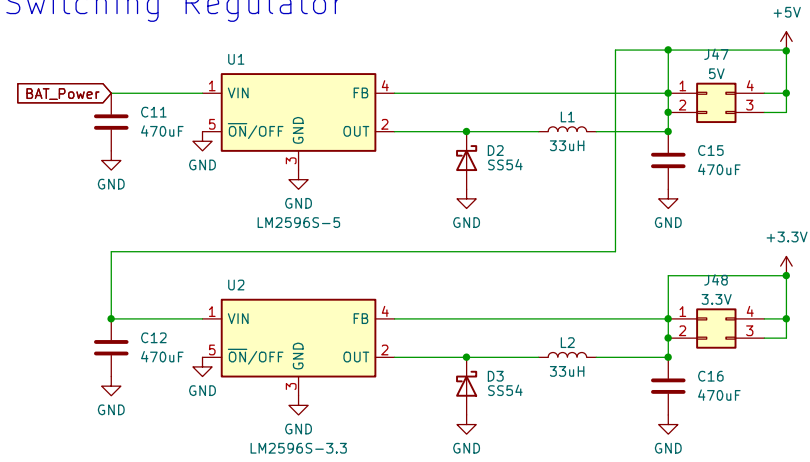 Switching Regulator
+5V
U1
J47
5V
BAT_Power
1 VIN
FB 4
1
4
2
3
C11
470uF
5 ON/OFF
GND
OUT 2
L1
33uH
GND
3
D2
SS54
C15
470uF
GND
GND
LM2596S-5
GND
GND
+3.3V
U2
J48
3.3V
1 VIN
FB 4
1
4
2
3
C12
470uF
5 ON/OFF
GND
OUT 2
L2
33uH
GND
3
D3
SS54
C16
470uF
GND
GND
LM2596S-3.3
GND
GND